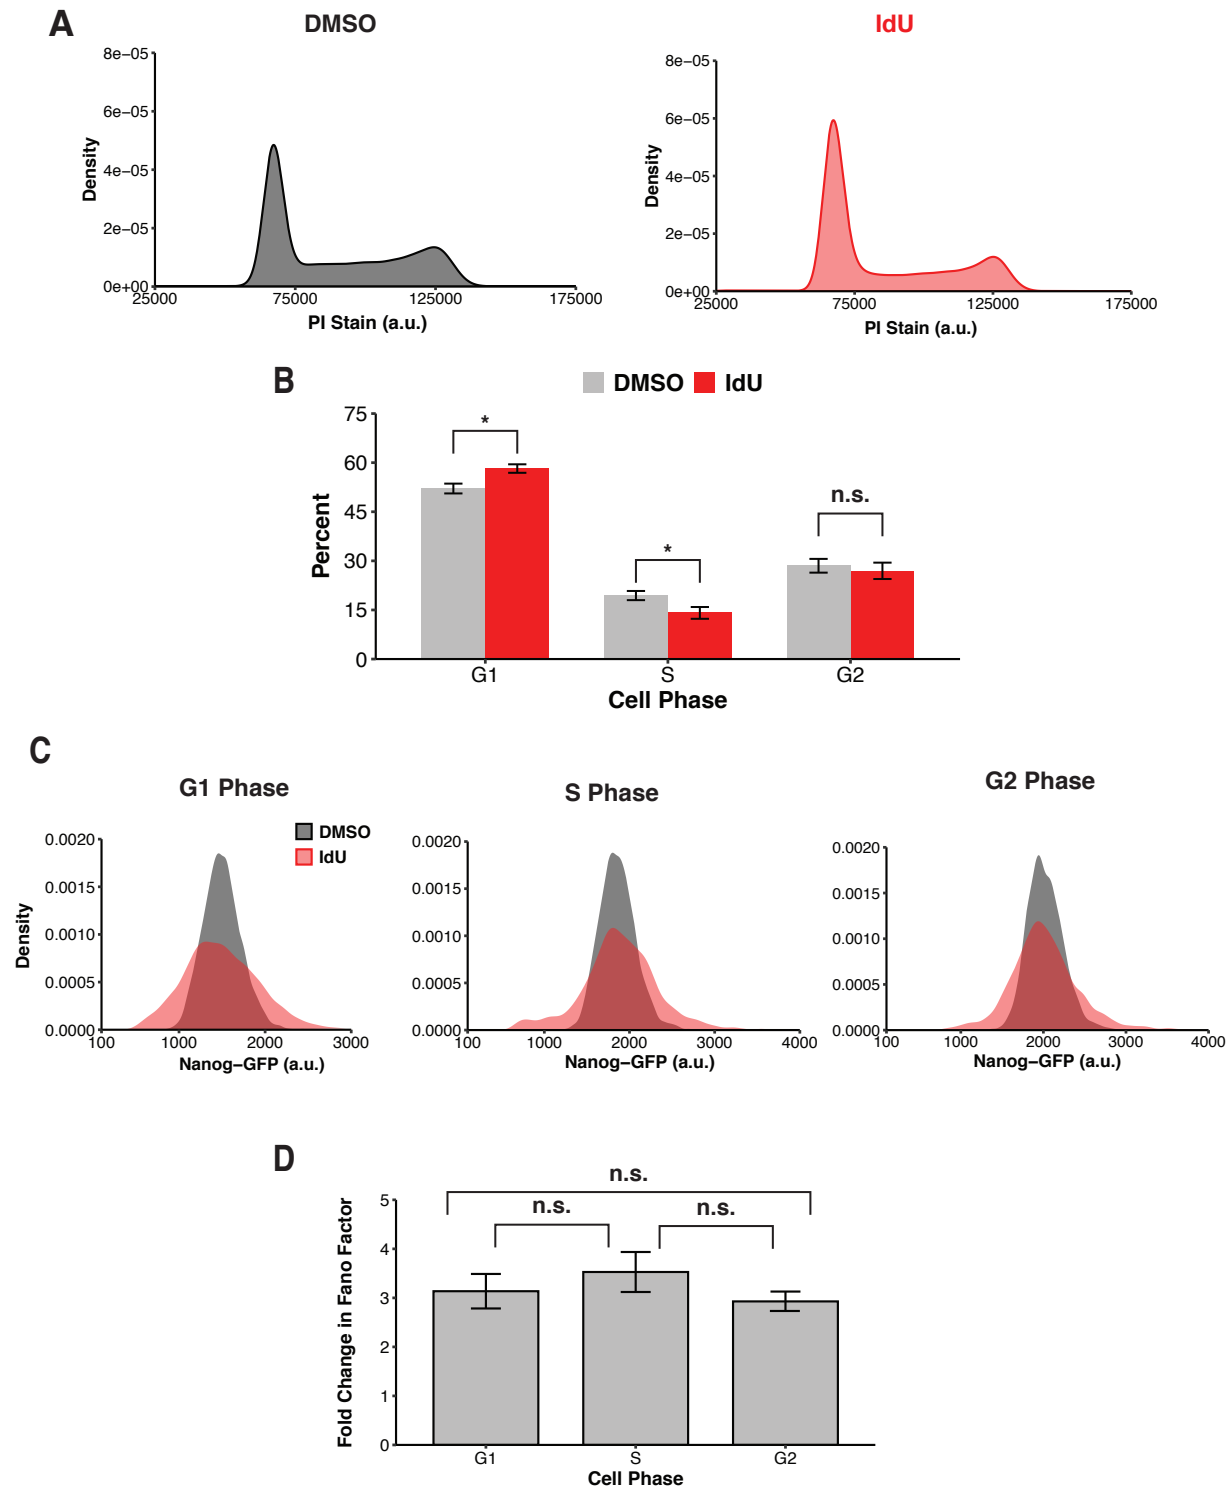 A
DMSO
IdU
8e−05
6e−05
4e−05
2e−05
0e+00
Density
25000
75000
125000
175000
PI Stain (a.u.)
8e−05
6e−05
4e−05
2e−05
0e+00
Density
25000
75000
125000
175000
PI Stain (a.u.)
B
DMSO
IdU
75
60
45
30
15
0
Percent
*
*
n.s.
G1
S
G2
Cell Phase
C
G1 Phase
DMSO
IdU
0.0020
0.0015
0.0010
0.0005
0.0000
Density
100
1000
2000
3000
Nanog−GFP (a.u.)
S Phase
0.0020
0.0015
0.0010
0.0005
0.0000
100
1000
2000
3000
4000
Nanog−GFP (a.u.)
G2 Phase
0.0020
0.0015
0.0010
0.0005
0.0000
100
1000
2000
3000
4000
Nanog−GFP (a.u.)
D
n.s.
n.s.
n.s.
5
4
3
2
1
0
Fold Change in Fano Factor
G1
S
G2
Cell Phase